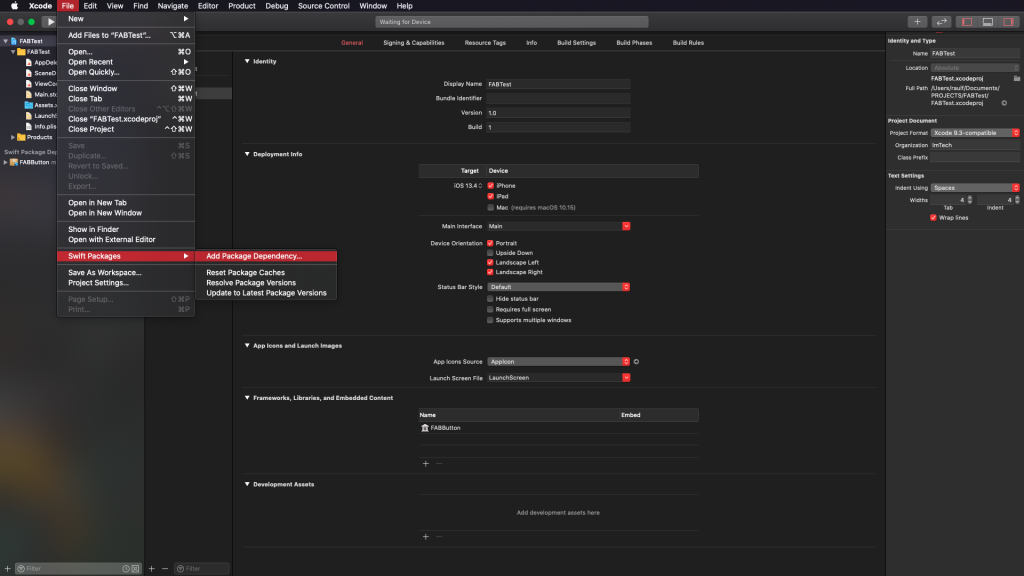 Xcode File Edit View Find Navigate Editor Product Debug Source Control Window Help
Waiting for Device
New
Add Files to “FABTest”... ⌥⌘A
Open... ⌘O
Open Recent
Open Quickly... ⇧⌘O
Close Window ⇧⌘W
Close Tab ⌘W
Close Other Editors ⌥⇧⌘W
Close “FABTest.xcodeproj” ^⌘W
Close Project ^⇧⌘W
Save ⌘S
Duplicate... ⇧⌘S
Revert to Saved...
Unlock...
Export...
Open in New Tab
Open in New Window
Show in Finder
Open with External Editor
Swift Packages
Save As Workspace...
Project Settings...
Page Setup... ⇧⌘P
Print... ⌘P
Add Package Dependency...
Reset Package Caches
Resolve Package Versions
Update to Latest Package Versions
FABTest
FABTest
AppDele
SceneD
ViewCon
Main.sto
Assets.x
LaunchS
Info.plis
Products
Swift Package Dep
FABButton m
Filter
Filter
General Signing & Capabilities Resource Tags Info Build Settings Build Phases Build Rules
Identity
Display Name FABTest
Bundle Identifier
Version 1.0
Build 1
Deployment Info
Target Device
iOS 13.4 iPhone
iPad
Mac (requires macOS 10.15)
Main Interface Main
Device Orientation Portrait
Upside Down
Landscape Left
Landscape Right
Status Bar Style Default
Hide status bar
Requires full screen
Supports multiple windows
App Icons and Launch Images
App Icons Source AppIcon
Launch Screen File LaunchScreen
Frameworks, Libraries, and Embedded Content
Name Embed
FABButton
Development Assets
Add development assets here
Identity and Type
Name FABTest
Location Absolute
FABTest.xcodeproj
Full Path /Users/raulf/Documents/
PROJECTS/FABTest/
FABTest.xcodeproj
Project Document
Project Format Xcode 9.3-compatible
Organization ImTech
Class Prefix
Text Settings
Indent Using Spaces
Widths 4 4
Tab Indent
Wrap lines